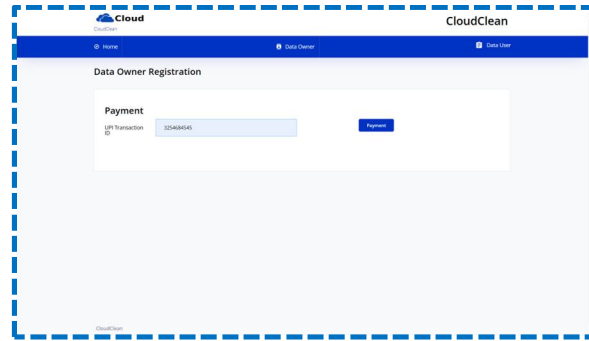 Cloud
CloudClean
CloudClean
Home Data Owner Data User
Data Owner Registration
Payment
UPI Transaction ID
3254684545
Payment
CloudClean